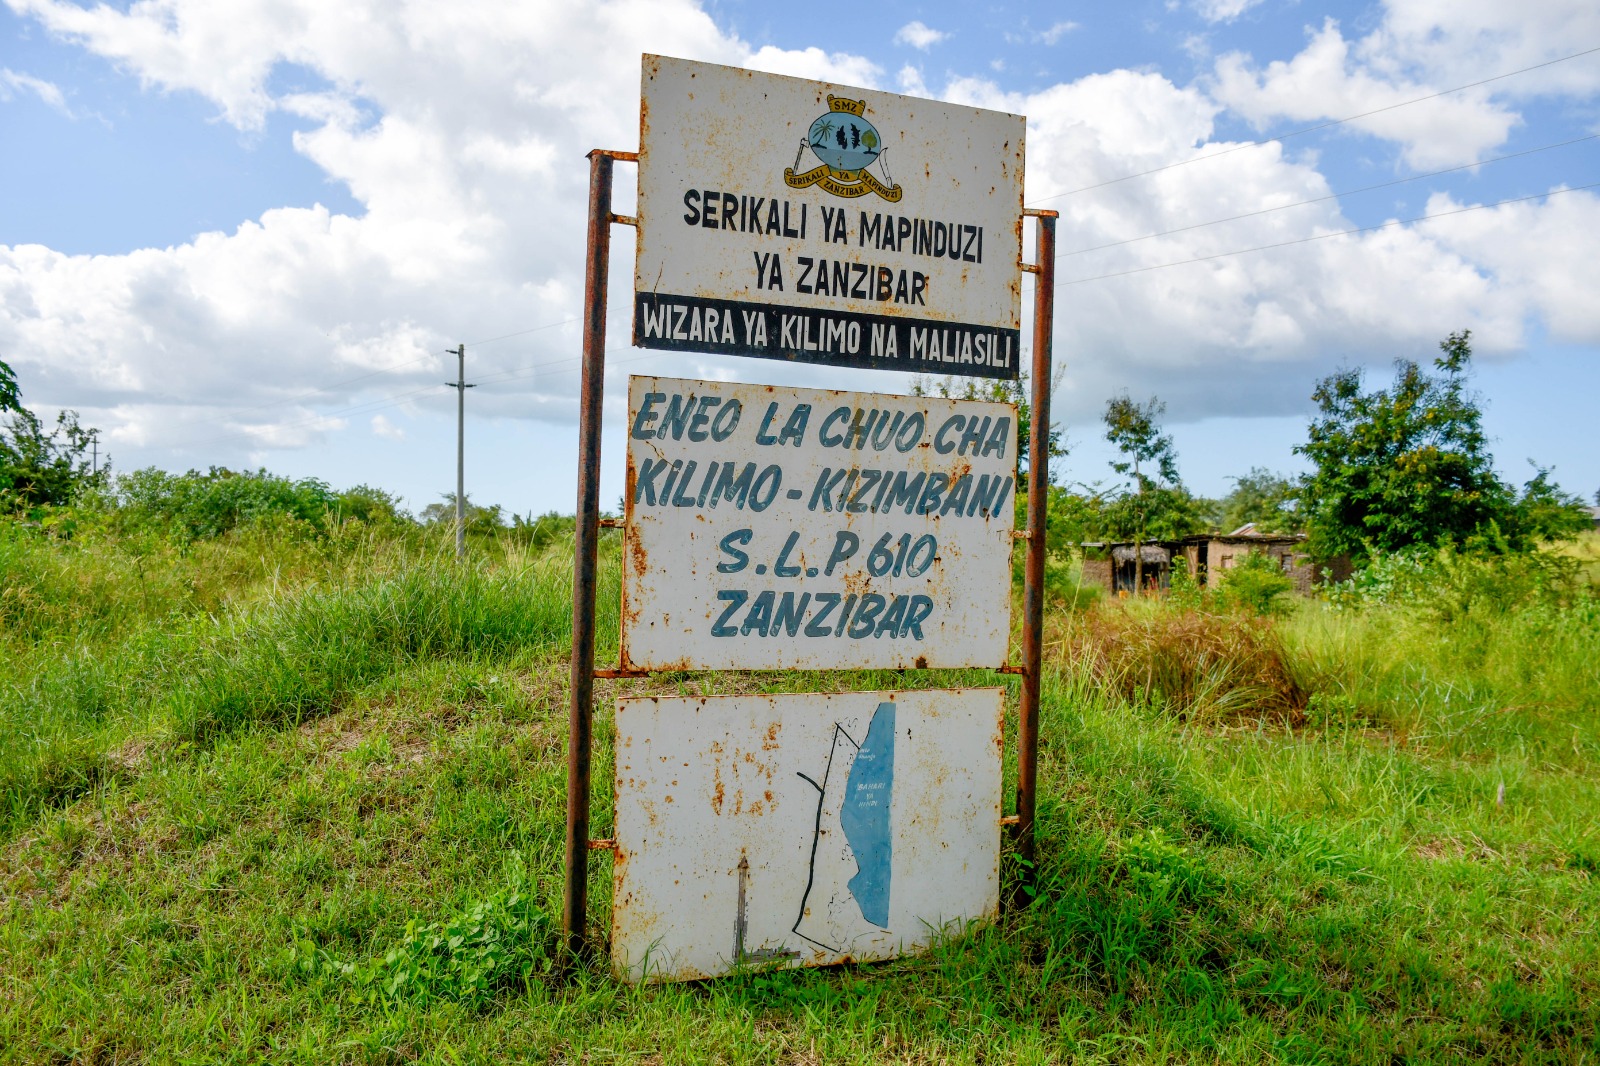 SMZ
SERIKALI YA MAPINDUZI
ZANZIBAR
SERIKALI YA MAPINDUZI
YA ZANZIBAR
WIZARA YA KILIMO NA MALIASILI
ENEO LA CHUO CHA
KILIMO - KIZIMBANI
S.L.P 610
ZANZIBAR
BAHARI
YA
HINDI